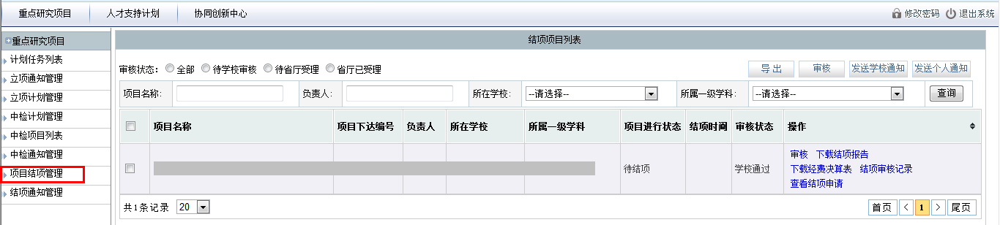 重点研究项目 人才支持计划 协同创新中心 修改密码 退出系统
重点研究项目
计划任务列表
立项通知管理
立项计划管理
中检计划管理
中检项目列表
中检通知管理
项目结项管理
结项通知管理
结项项目列表
审核状态: 全部 待学校审核 待省厅受理 省厅已受理 导出 审核 发送学校通知 发送个人通知
项目名称: 负责人: 所在学校: --请选择-- 所属一级学科: --请选择-- 查询
项目名称 项目下达编号 负责人 所在学校 所属一级学科 项目进行状态 结项时间 审核状态 操作
待结项 学校通过
审核 下载结项报告
下载经费决算表 结项审核记录
查看结项申请
共1条记录 20 首页 < 1 > 尾页